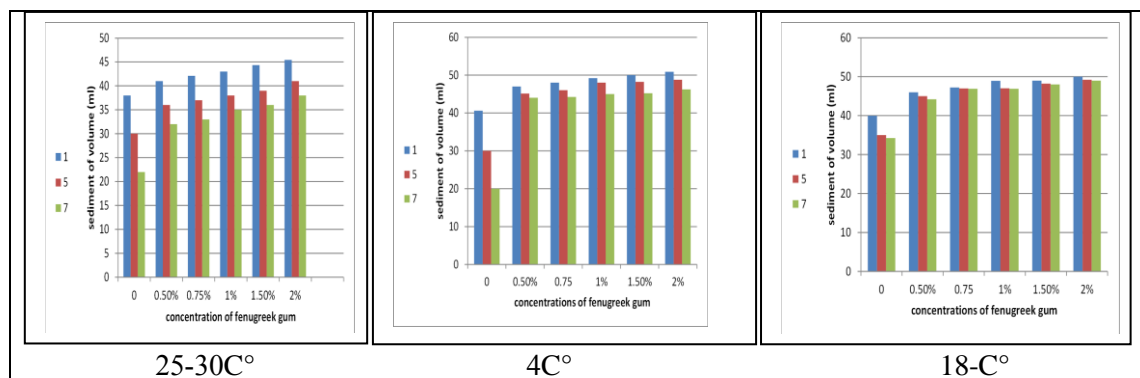 50
45
40
35
30
25
20
15
10
5
0
sediment of volume (ml)
1
5
7
0 0.50% 0.75% 1% 1.50% 2%
concentration of fenugreek gum
25-30C°
60
50
40
30
20
10
0
sediment of volume (ml)
1
5
7
0 0.50% 0.75 1% 1.50% 2%
concentrations of fenugreek gum
4C°
60
50
40
30
20
10
0
sediment of volume (ml)
1
5
7
0 0.50% 0.75 1% 1.50% 2%
concentrations of fenugreek gum
18-C°